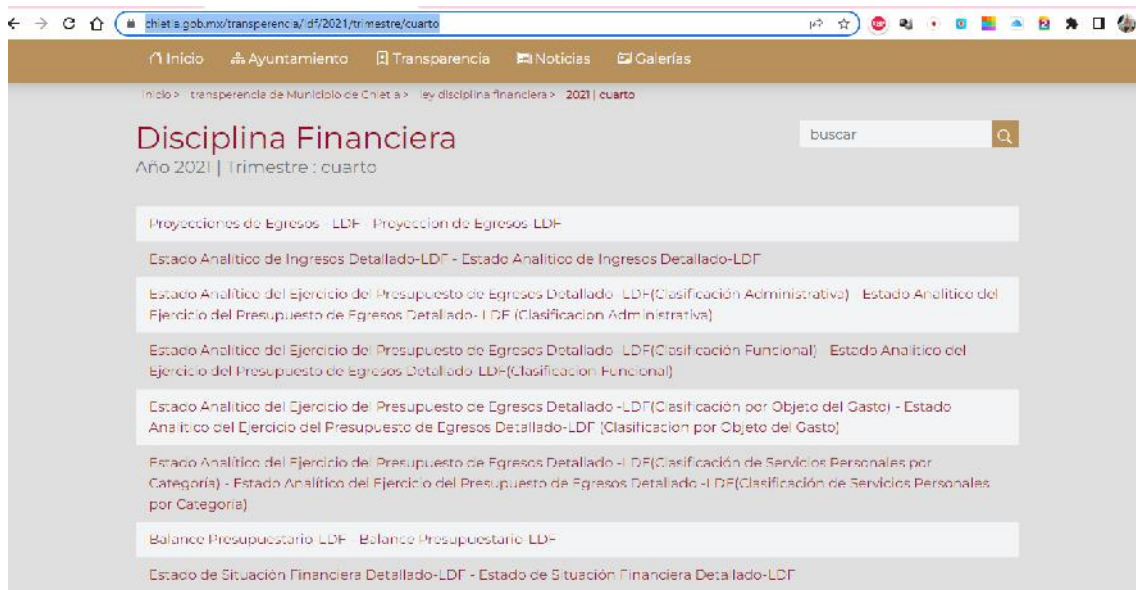 chietla.gob.mx/transperencia/ldf/2021/trimestre/cuarto
Inicio Ayuntamiento Transparencia Noticias Galerías
Inicio > transperencia de Municipio de Chietla > ley disciplina financiera > 2021 | cuarto
Disciplina Financiera
buscar
Año 2021 | Trimestre : cuarto
Proyecciones de Egresos - LDF - Proyeccion de Egresos-LDF
Estado Analítico de Ingresos Detallado-LDF - Estado Analítico de Ingresos Detallado-LDF
Estado Analítico del Ejercicio del Presupuesto de Egresos Detallado -LDF(Clasificación Administrativa) - Estado Analitico del
Ejercicio del Presupuesto de Egresos Detallado- LDF (Clasificacion Administrativa)
Estado Analítico del Ejercicio del Presupuesto de Egresos Detallado -LDF(Clasificación Funcional) - Estado Analitico del
Ejercicio del Presupuesto de Egresos Detallado-LDF(Clasificacion Funcional)
Estado Analítico del Ejercicio del Presupuesto de Egresos Detallado -LDF(Clasificación por Objeto del Gasto) - Estado
Analitico del Ejercicio del Presupuesto de Egresos Detallado-LDF (Clasificacion por Objeto del Gasto)
Estado Analítico del Ejercicio del Presupuesto de Egresos Detallado -LDF(Clasificación de Servicios Personales por
Categoría) - Estado Analítico del Ejercicio del Presupuesto de Egresos Detallado -LDF(Clasificación de Servicios Personales
por Categoría)
Balance Presupuestario-LDF - Balance Presupuestario-LDF
Estado de Situación Financiera Detallado-LDF - Estado de Situación Financiera Detallado-LDF